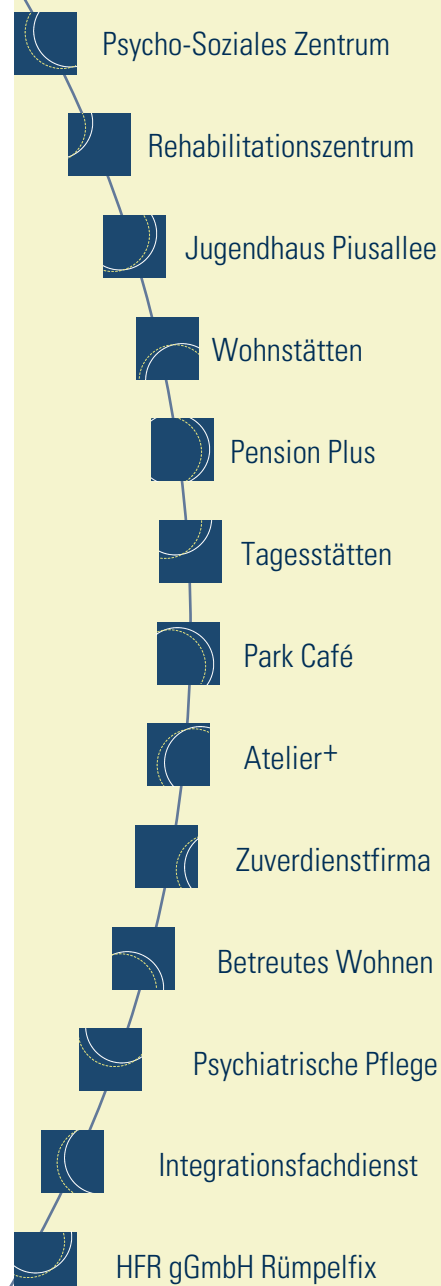 Psycho-Soziales Zentrum
Rehabilitationszentrum
Jugendhaus Piusallee
Wohnstätten
Pension Plus
Tagesstätten
Park Café
Atelier+
Zuverdienstfirma
Betreutes Wohnen
Psychiatrische Pflege
Integrationsfachdienst
HFR gGmbH Rümpelfix